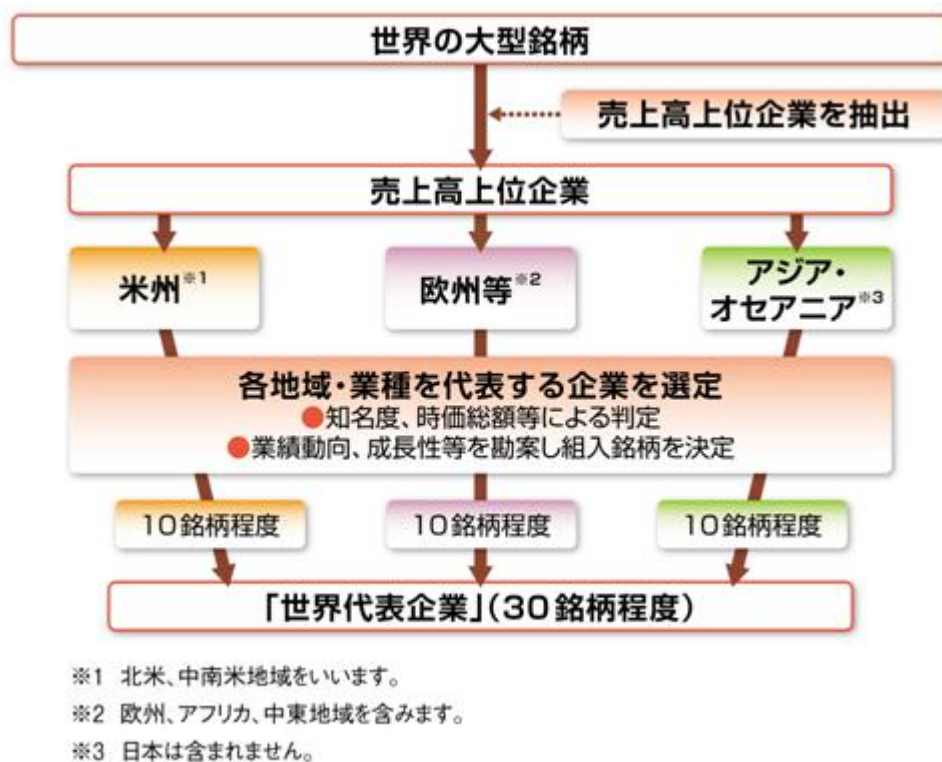 世界の大型銘柄
売上高上位企業を抽出
売上高上位企業
米州※1
欧州等※2
アジア・
オセアニア※3
各地域・業種を代表する企業を選定
●知名度、時価総額等による判定
●業績動向、成長性等を勘案し組入銘柄を決定
10銘柄程度
10銘柄程度
10銘柄程度
「世界代表企業」(30銘柄程度)
※1 北米、中南米地域をいいます。
※2 欧州、アフリカ、中東地域を含みます。
※3 日本は含まれません。